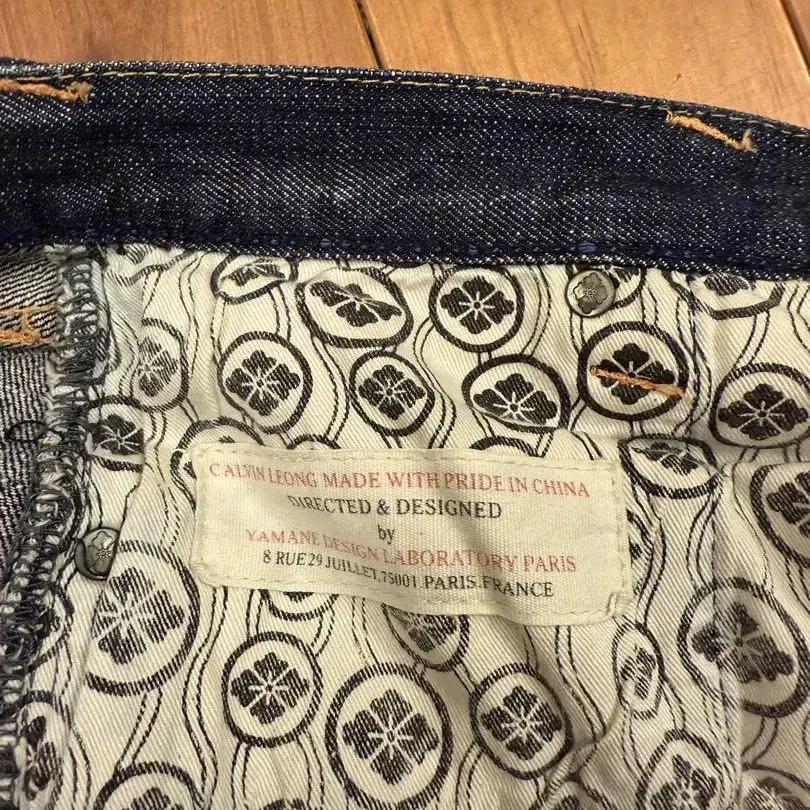 CALVIN LEONG MADE WITH PRIDE IN CHINA
DIRECTED & DESIGNED
by
YAMANE DESIGN LABORATORY PARIS
8 RUE 29 JUILLET.75001.PARIS.FRANCE